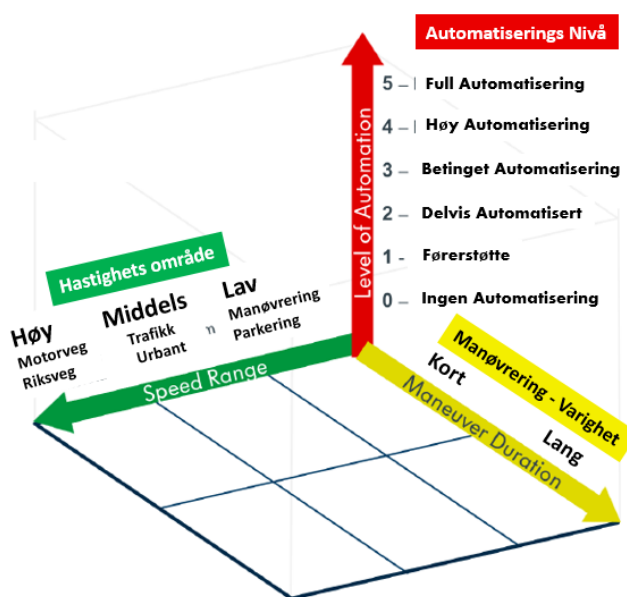 Automatiserings Nivå
5 – Full Automatisering
4 – Høy Automatisering
3 – Betinget Automatisering
2 – Delvis Automatisert
1 - Førerstøtte
0 – Ingen Automatisering
Level of Automation
Hastighets område
Høy
Motorveg
Riksveg
Middels
Trafikk
Urbant
Lav
Manøvrering
Parkering
Speed Range
Manøvrering - Varighet
Kort
Lang
Maneuver Duration